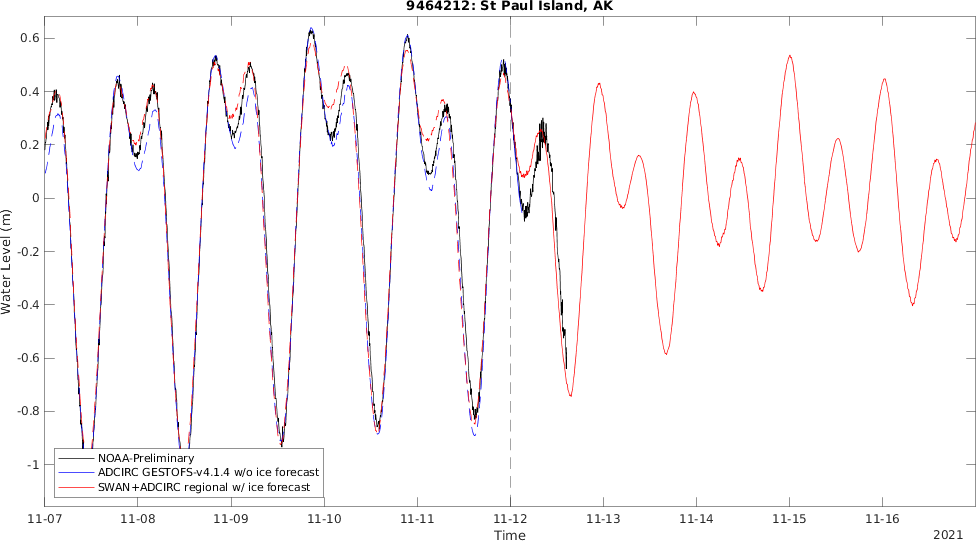 9464212: St Paul Island, AK
Water Level (m)
0.6
0.4
0.2
0
-0.2
-0.4
-0.6
-0.8
-1
NOAA-Preliminary
ADCIRC GESTOFS-v4.1.4 w/o ice forecast
SWAN+ADCIRC regional w/ ice forecast
11-07 11-08 11-09 11-10 11-11 11-12 11-13 11-14 11-15 11-16
Time
2021